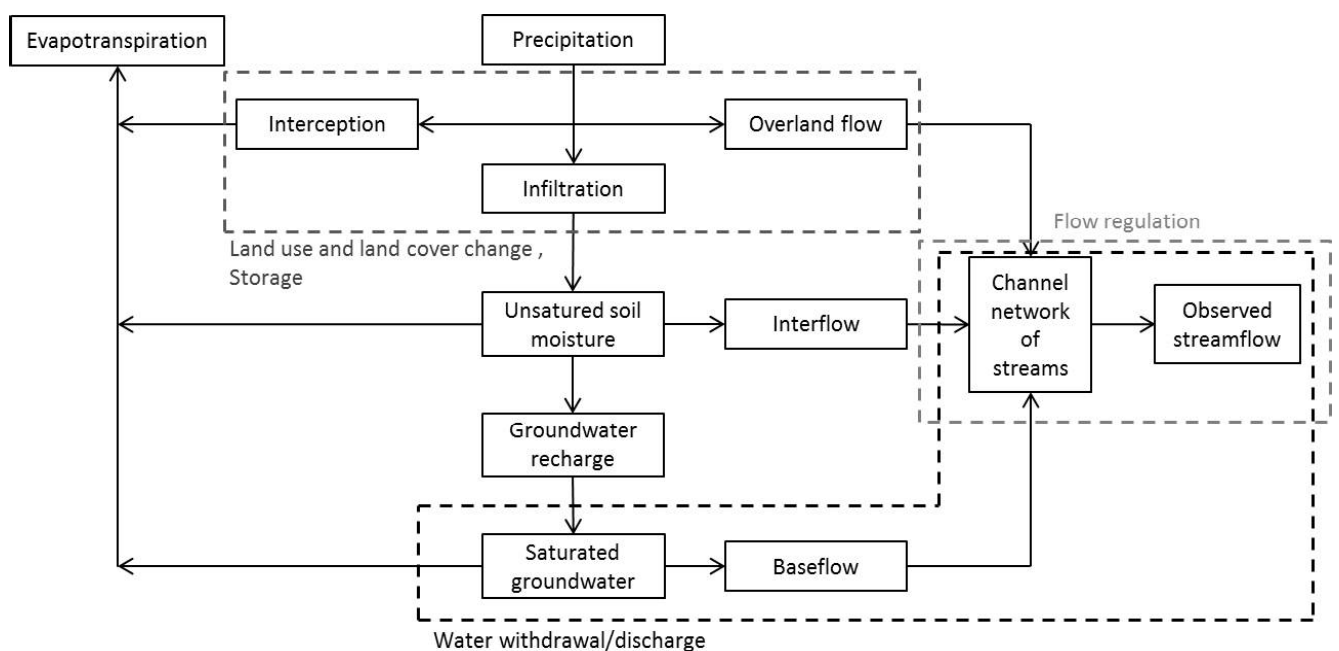 Evapotranspiration
Precipitation
Interception
Overland flow
Infiltration
Flow regulation
Land use and land cover change ,
Storage
Unsatured soil
moisture
Interflow
Channel
network
of
streams
Observed
streamflow
Groundwater
recharge
Saturated
groundwater
Baseflow
Water withdrawal/discharge